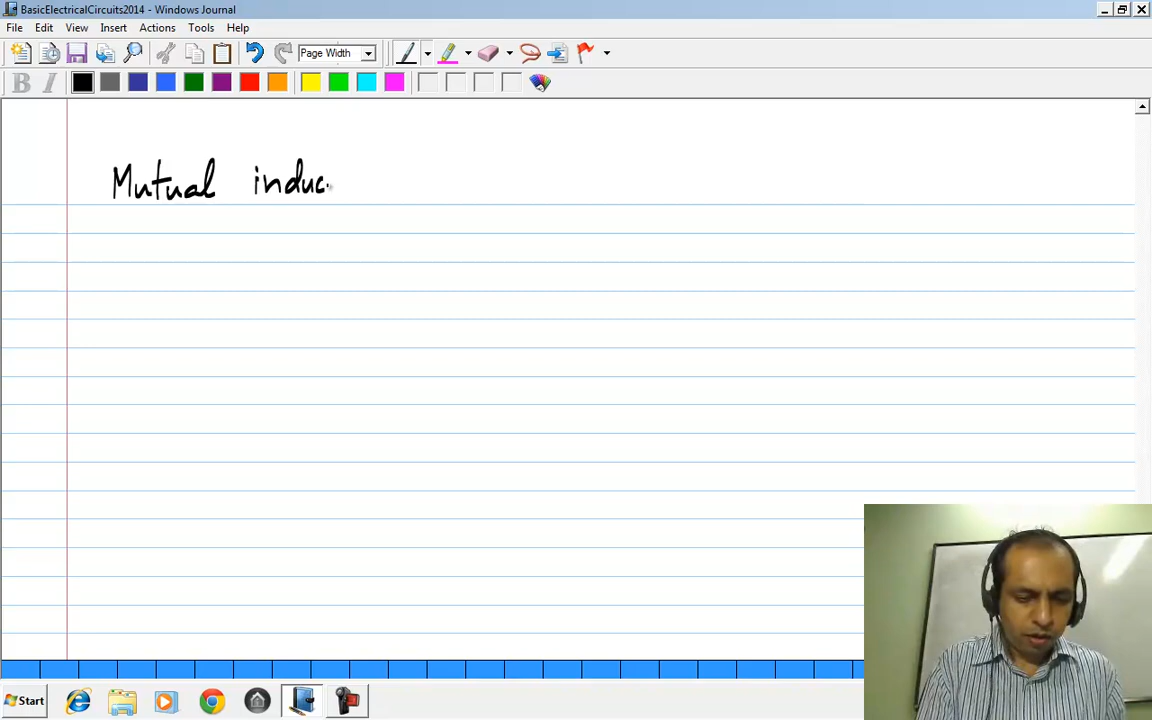 BasicElectricalCircuits2014 - Windows Journal
File Edit View Insert Actions Tools Help
Page Width
B I
Mutual induc
Start